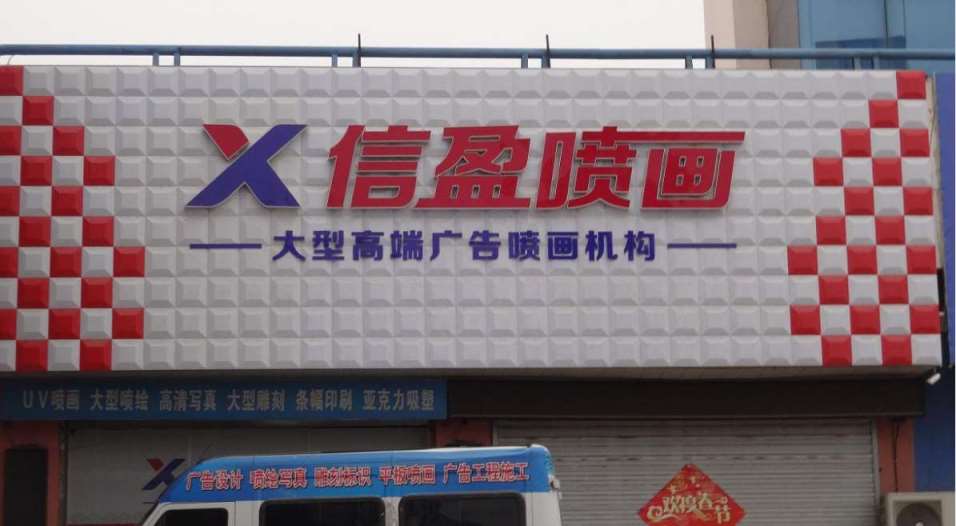 信盈喷画
大型高端广告喷画机构
UV喷画 大型喷绘 高清写真 大型雕刻 条幅印刷 亚克力吸塑
广告设计 喷绘写真 雕刻标识 平板喷画 广告工程施工
欢度春节